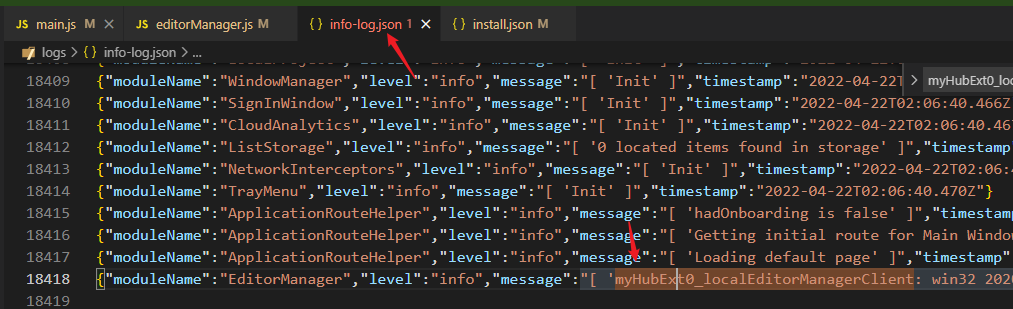 main.js M editorManager.js M info-log.json 1 install.json M
logs > info-log.json > ...
18409 {"moduleName":"WindowManager","level":"info","message":"[ 'Init' ]","timestamp":"2022-04-22T
myHubExt0_loc
18410 {"moduleName":"SignInWindow","level":"info","message":"[ 'Init' ]","timestamp":"2022-04-22T02:06:40.466Z
18411 {"moduleName":"CloudAnalytics","level":"info","message":"[ 'Init' ]","timestamp":"2022-04-22T02:06:40.467
18412 {"moduleName":"ListStorage","level":"info","message":"[ '0 located items found in storage' ]","timestamp
18413 {"moduleName":"NetworkInterceptors","level":"info","message":"[ 'Init' ]","timestamp":"2022-04-22T02:06:4
18414 {"moduleName":"TrayMenu","level":"info","message":"[ 'Init' ]","timestamp":"2022-04-22T02:06:40.470Z"}
18415 {"moduleName":"ApplicationRouteHelper","level":"info","message":"[ 'hadOnboarding is false' ]","timestamp
18416 {"moduleName":"ApplicationRouteHelper","level":"info","message":"[ 'Getting initial route for Main Window
18417 {"moduleName":"ApplicationRouteHelper","level":"info","message":"[ 'Loading default page' ]","timestamp"
18418 {"moduleName":"EditorManager","level":"info","message":"[ 'myHubExt0_localEditorManagerClient: win32 2020
18419